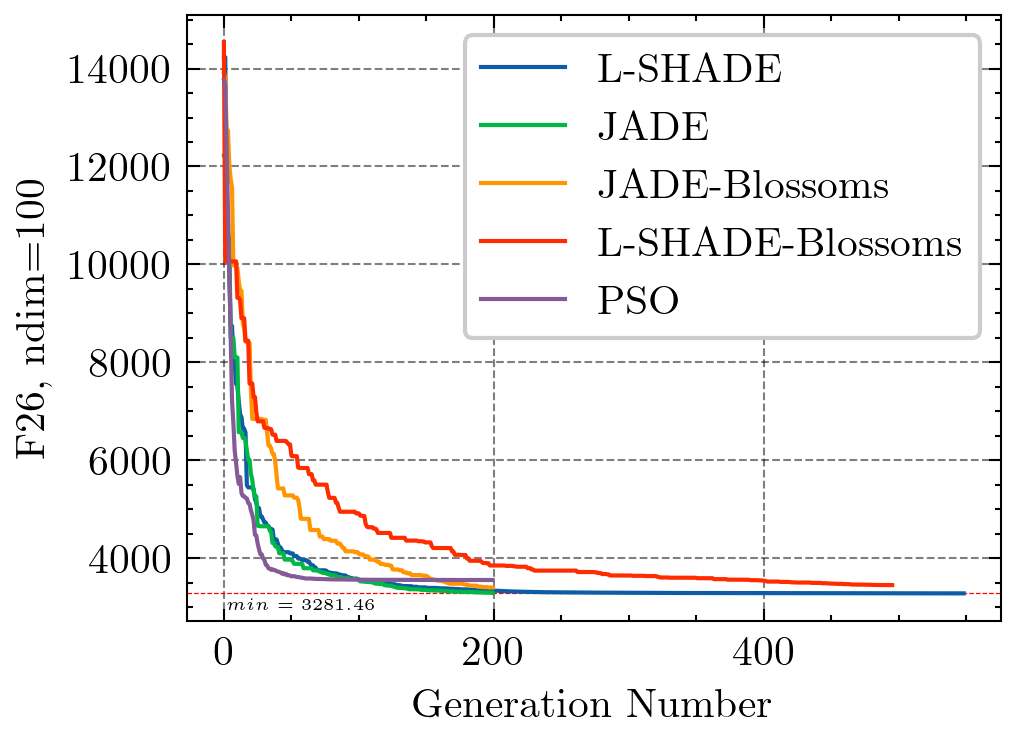 14000
12000
10000
8000
6000
4000
F26, ndim=100
L-SHADE
JADE
JADE-Blossoms
L-SHADE-Blossoms
PSO
min = 3281.46
0
200
400
Generation Number